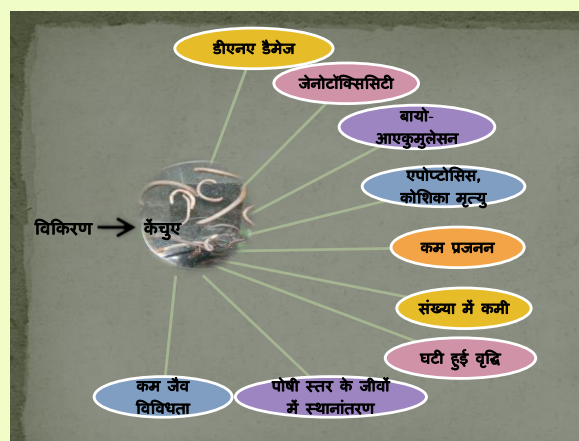 डीएनए डैमेज
जेनोटॉक्सिसिटी
बायो-
आएकुमुलेसन
एपोप्टोसिस,
कोशिका मृत्यु
विकिरण
केंचुए
कम प्रजनन
संख्या में कमी
घटी हुई वृद्धि
कम जैव
विविधता
पोषी स्तर के जीवों
में स्थानांतरण